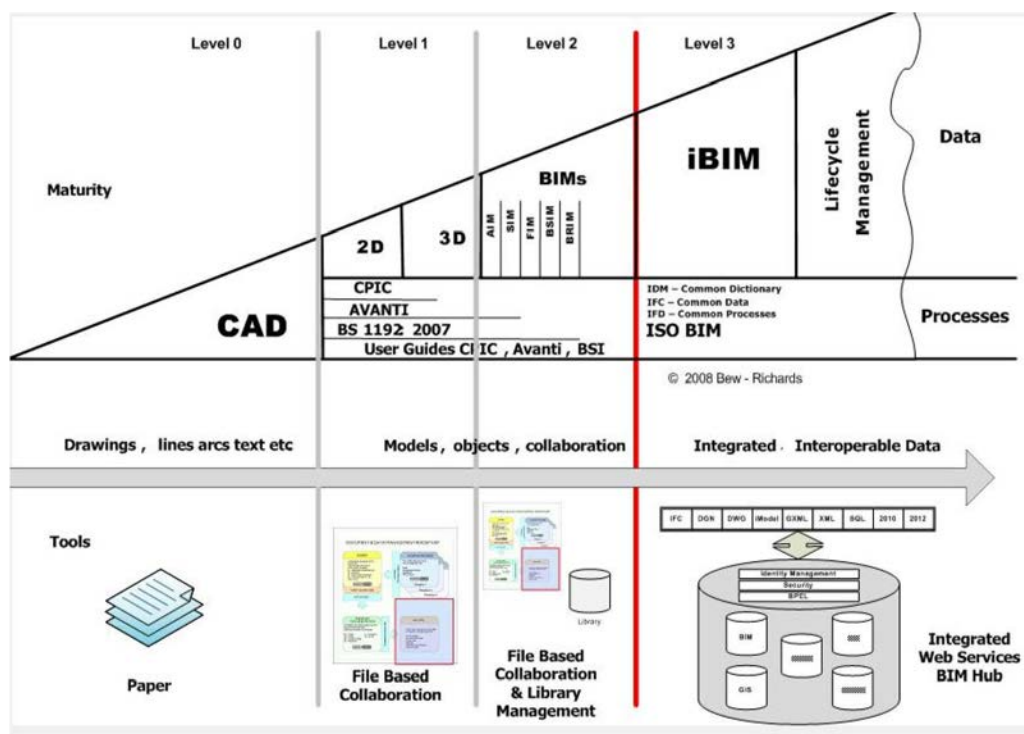 Level 0
Level 1
Level 2
Level 3
Maturity
CAD
2D
3D
BIMs
AIM
SIM
FIM
BSIM
BRIM
iBIM
Lifecycle
Management
Data
CPIC
AVANTI
BS 1192: 2007
User Guides CPIC , Avanti , BSI
IDM – Common Dictionary
IFC – Common Data
IFD – Common Processes
ISO BIM
Processes
© 2008 Bew - Richards
Drawings , lines arcs text etc
Models , objects , collaboration
Integrated , Interoperable Data
Tools
Paper
File Based
Collaboration
Library
File Based
Collaboration
& Library
Management
IFC DGN DWG iModel GXML XML SQL 2010 2012
Identity Management
Security
BPEL
BIM
GIS
Integrated
Web Services
BIM Hub